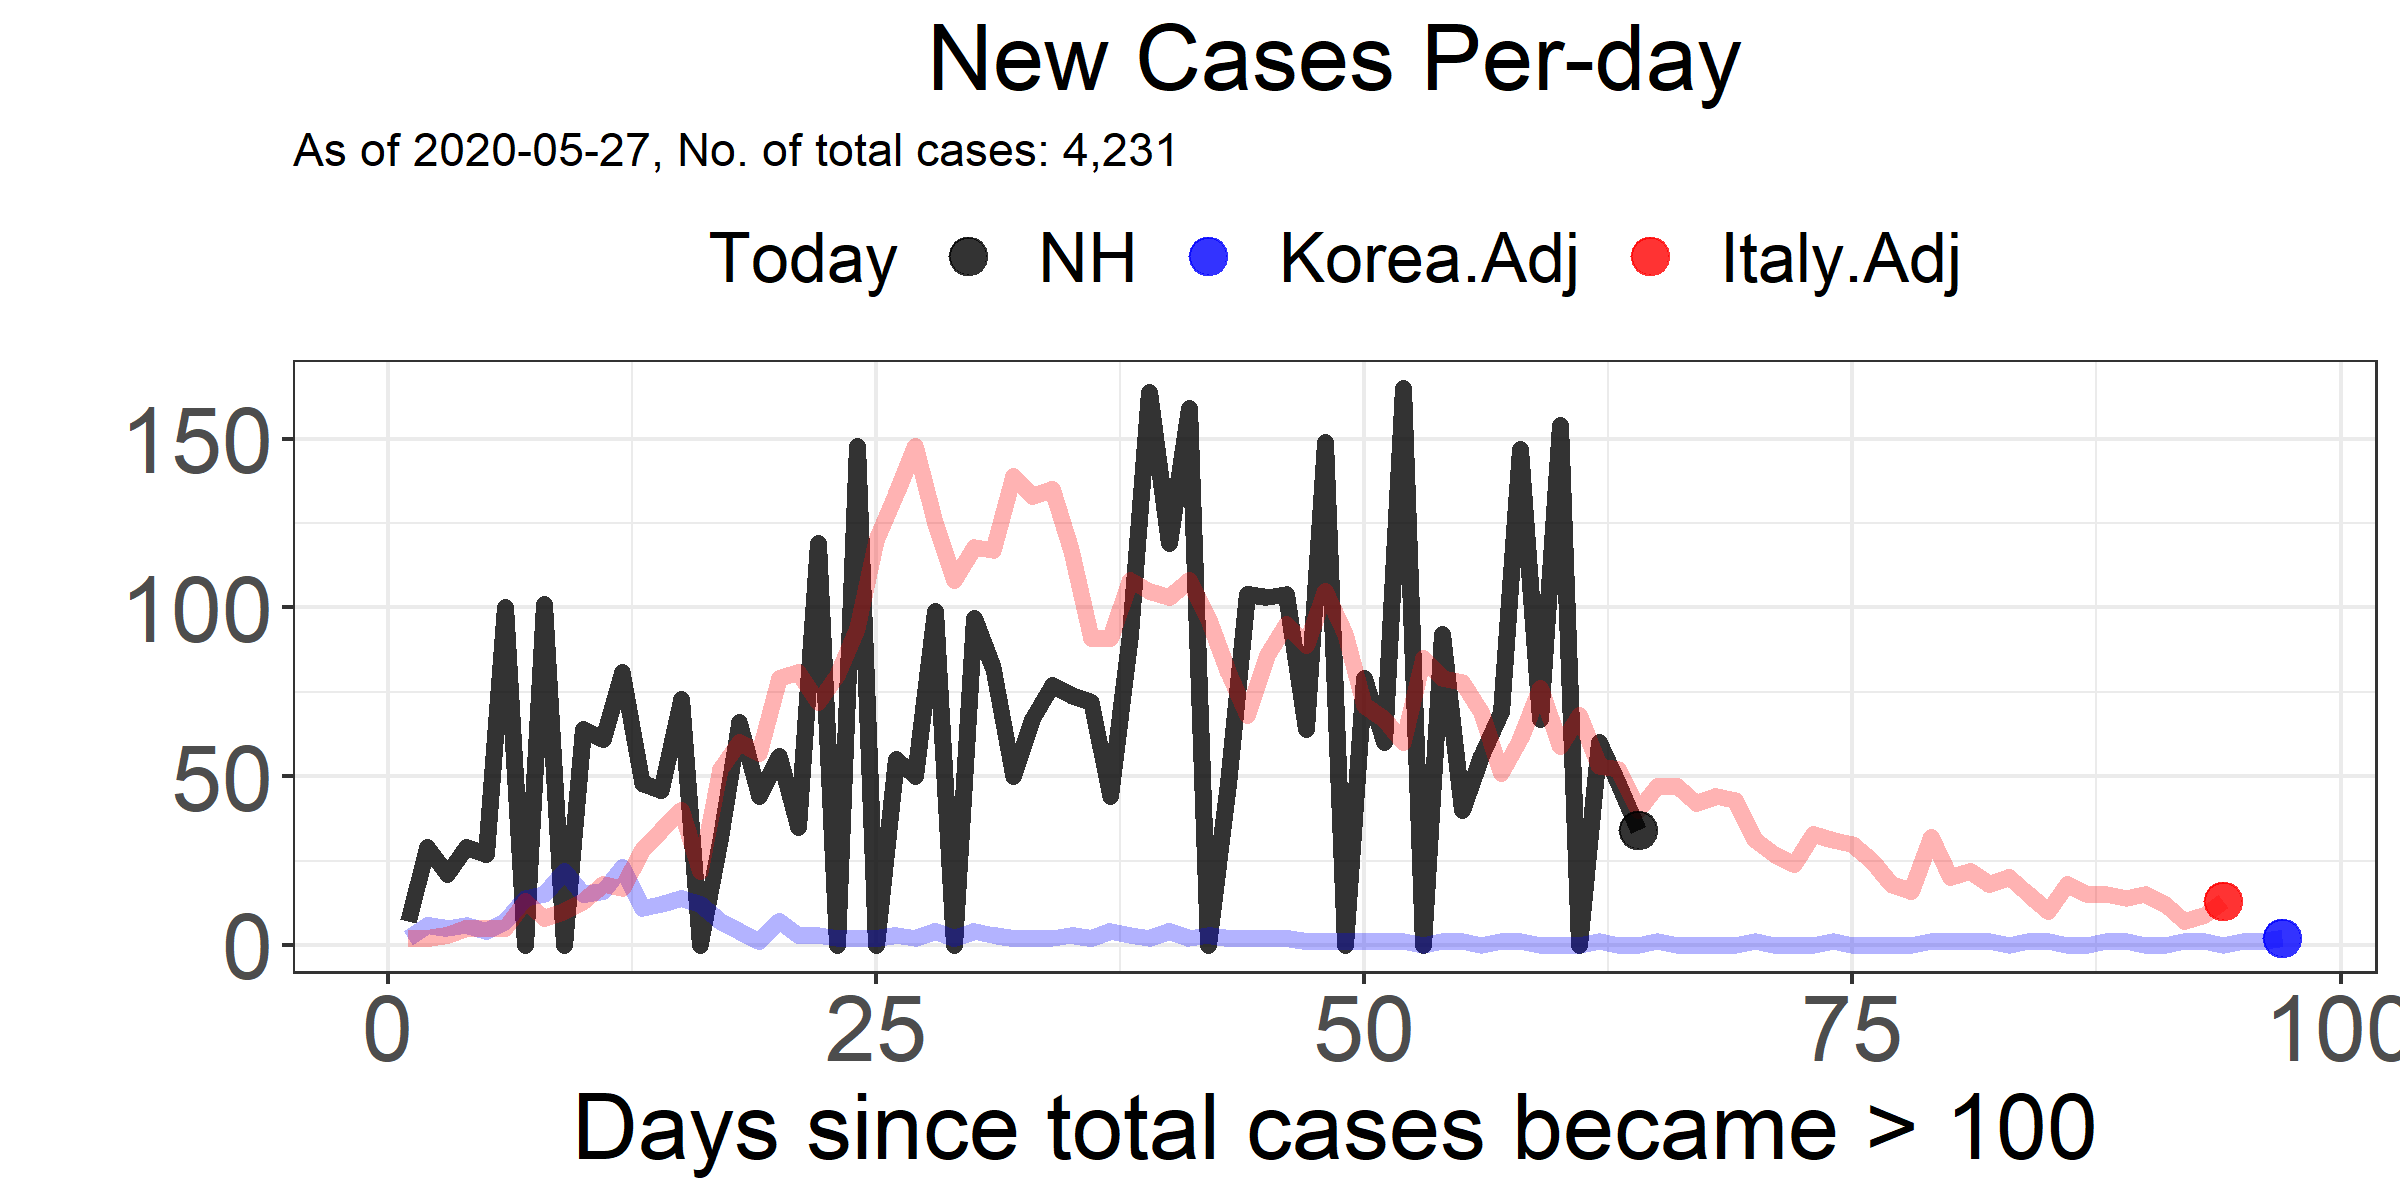 New Cases Per-day
As of 2020-05-27, No. of total cases: 4,231
Today NH Korea.Adj Italy.Adj
150
100
50
0
0 25 50 75 100
Days since total cases became > 100